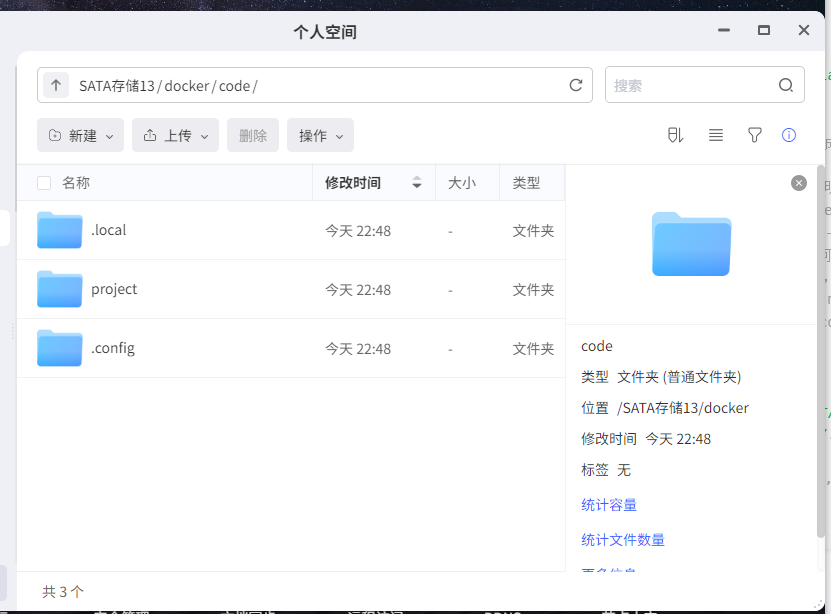 个人空间
SATA存储13 / docker / code /
搜索
新建 上传 删除 操作
名称 修改时间 大小 类型
.local 今天 22:48 - 文件夹
project 今天 22:48 - 文件夹
.config 今天 22:48 - 文件夹
code
类型 文件夹 (普通文件夹)
位置 /SATA存储13/docker
修改时间 今天 22:48
标签 无
统计容量
统计文件数量
更多信息
共 3 个